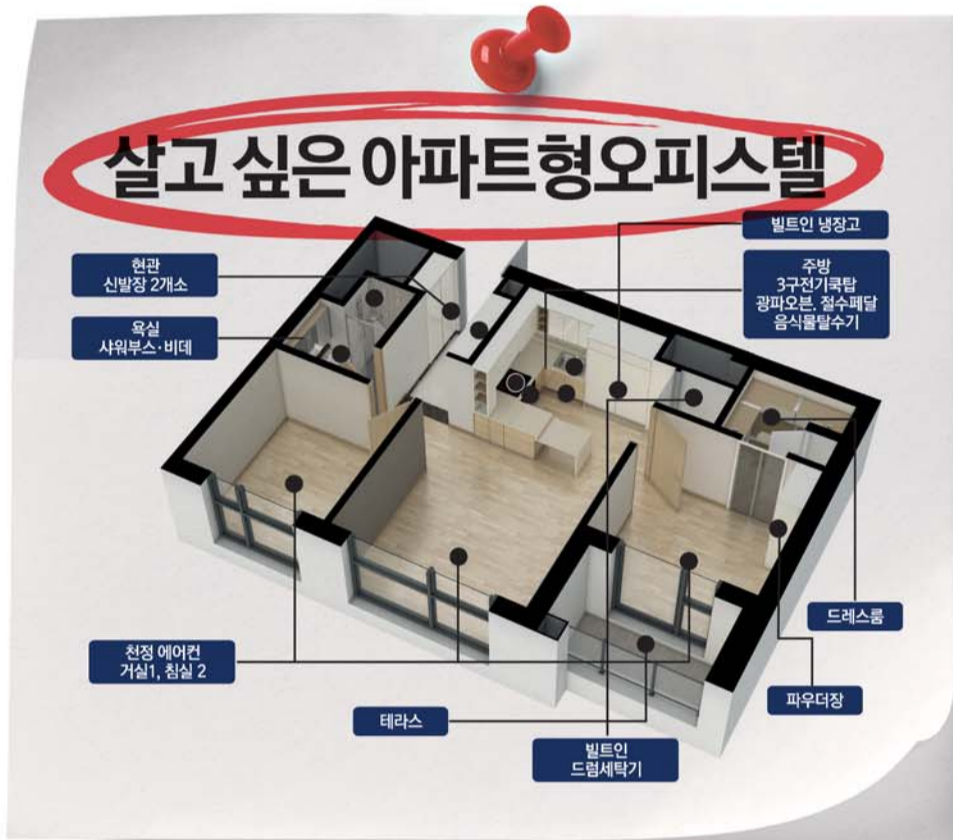 살고 싶은 아파트형오피스텔
빌트인 냉장고
현관
신발장 2개소
주방
3구전기쿡탑
광파오븐. 절수페달
음식물탈수기
욕실
샤워부스·비데
드레스룸
천정 에어컨
거실1, 침실 2
파우더장
테라스
빌트인
드럼세탁기